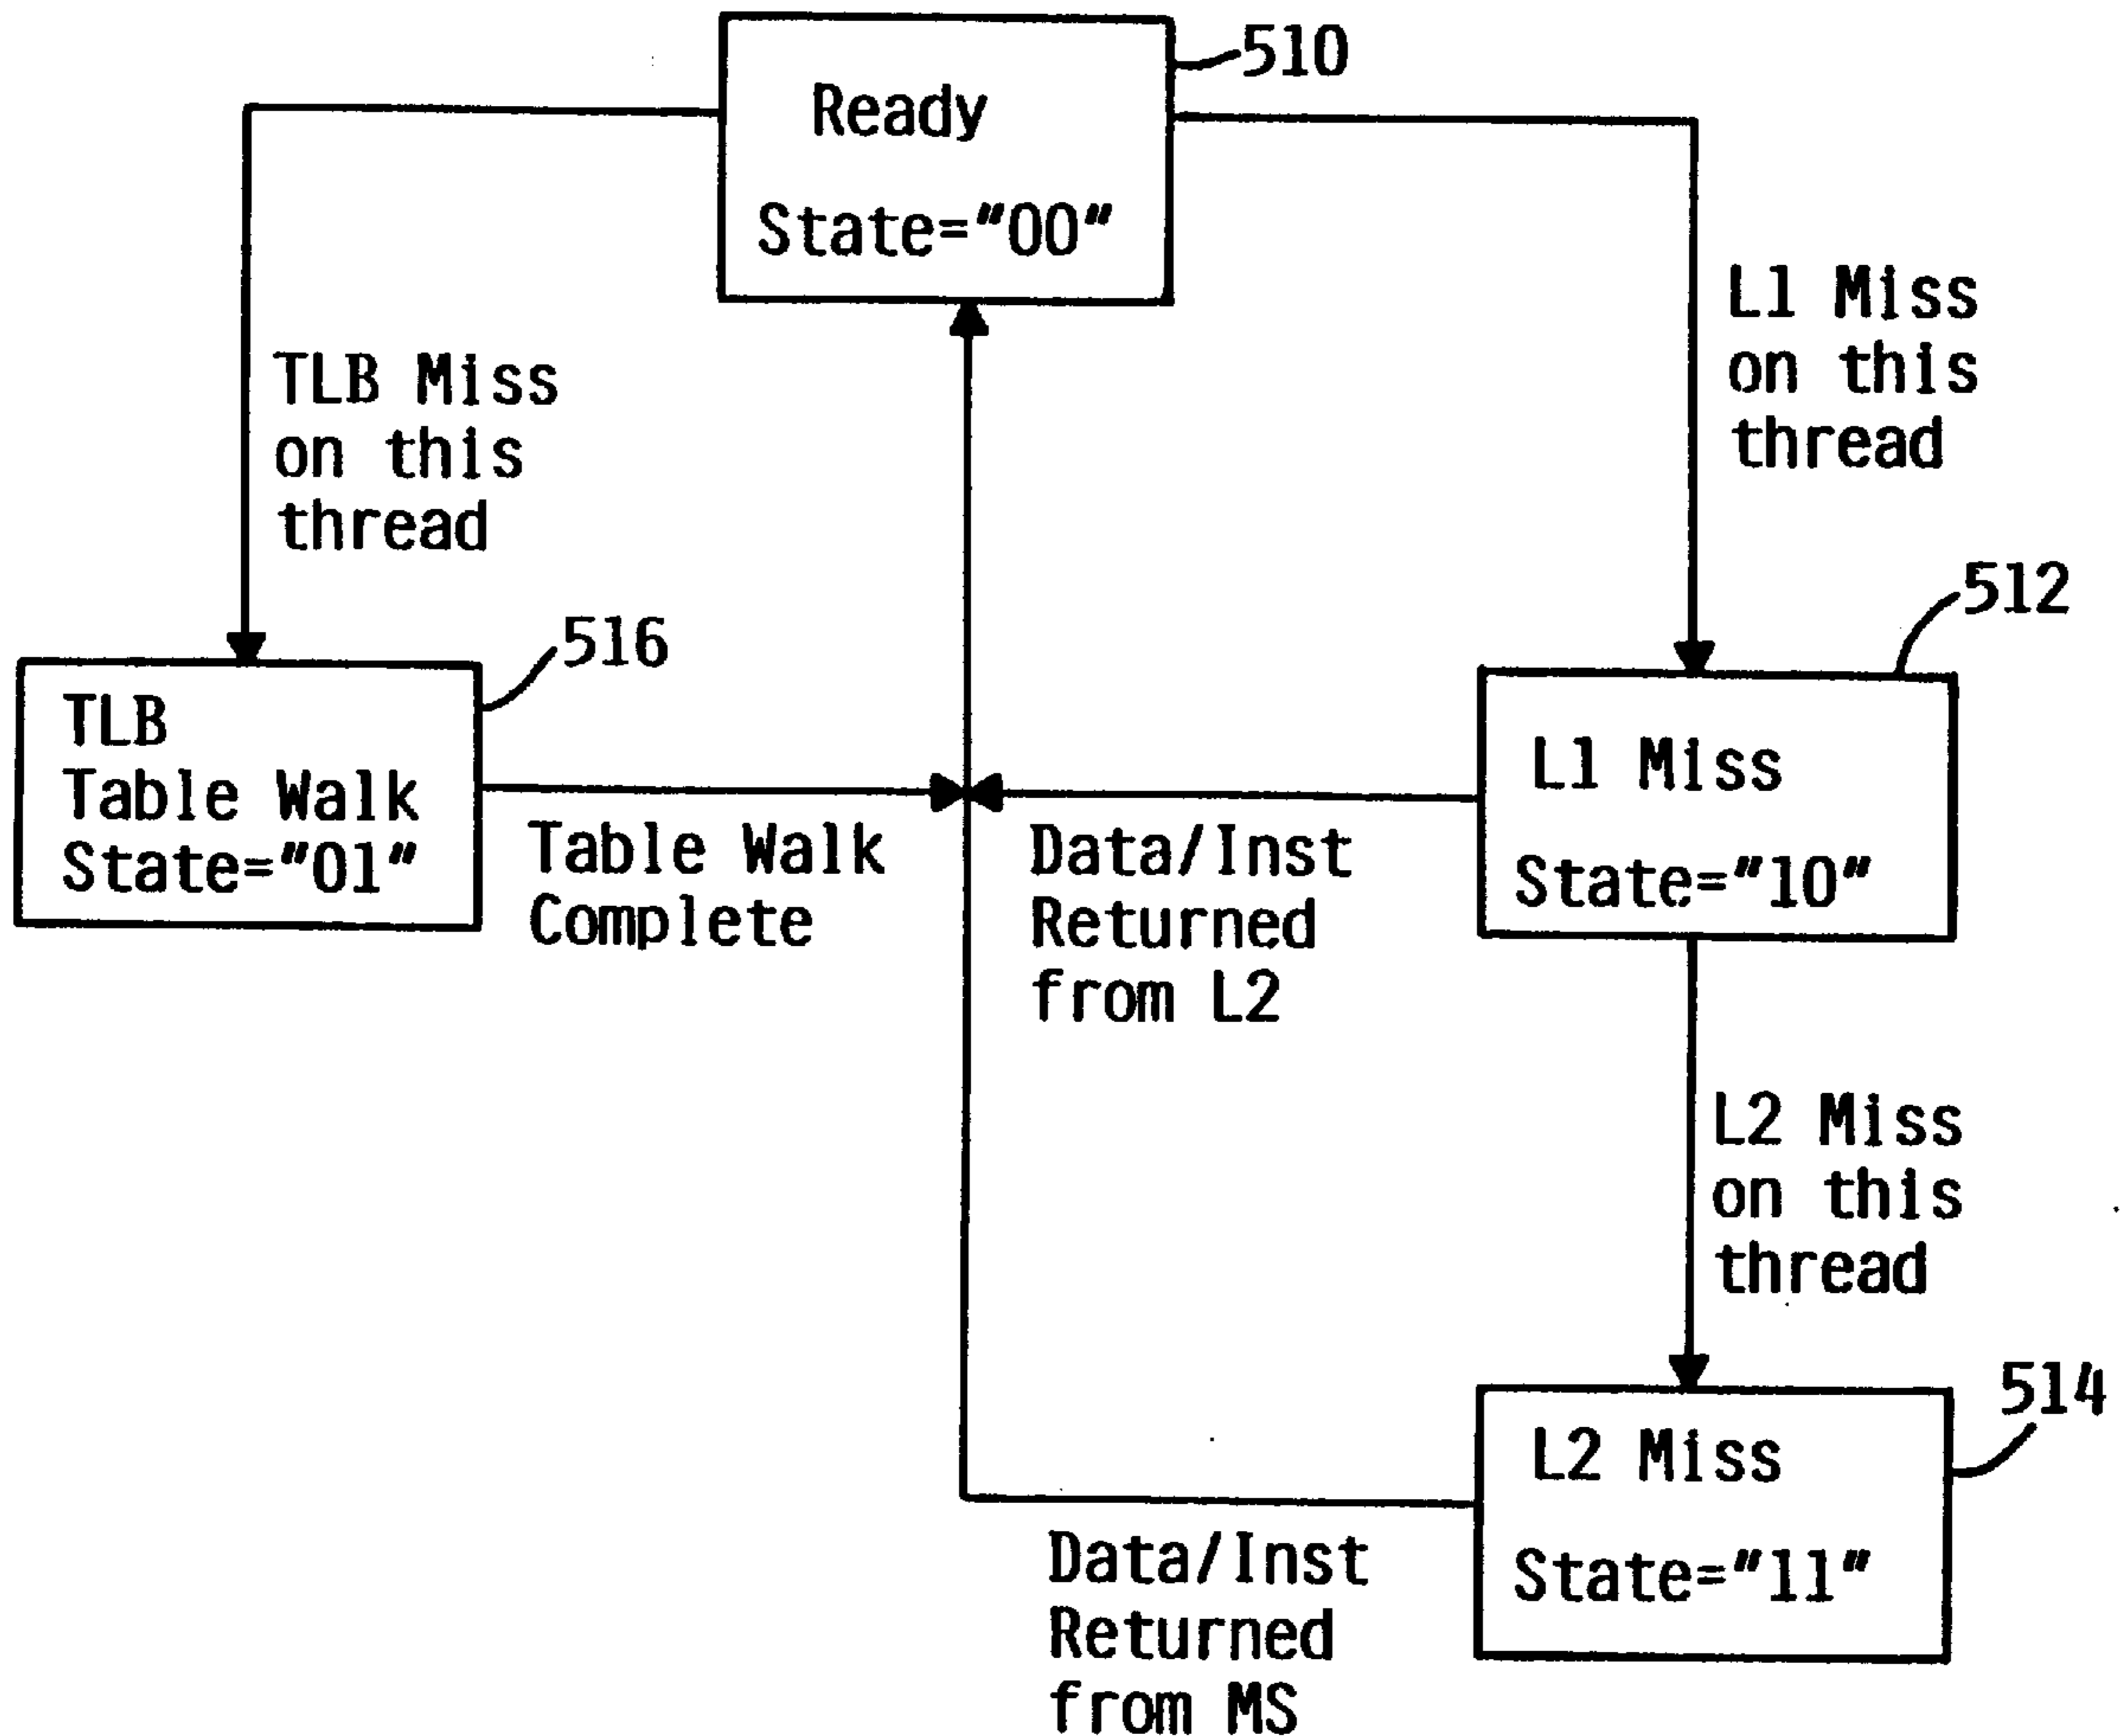 510
Ready
State="00"
TLB Miss
on this
thread
L1 Miss
on this
thread
516
512
TLB
Table Walk
State="01"
L1 Miss
State="10"
Table Walk
Complete
Data/Inst
Returned
from L2
L2 Miss
on this
thread
514
L2 Miss
State="11"
Data/Inst
Returned
from MS